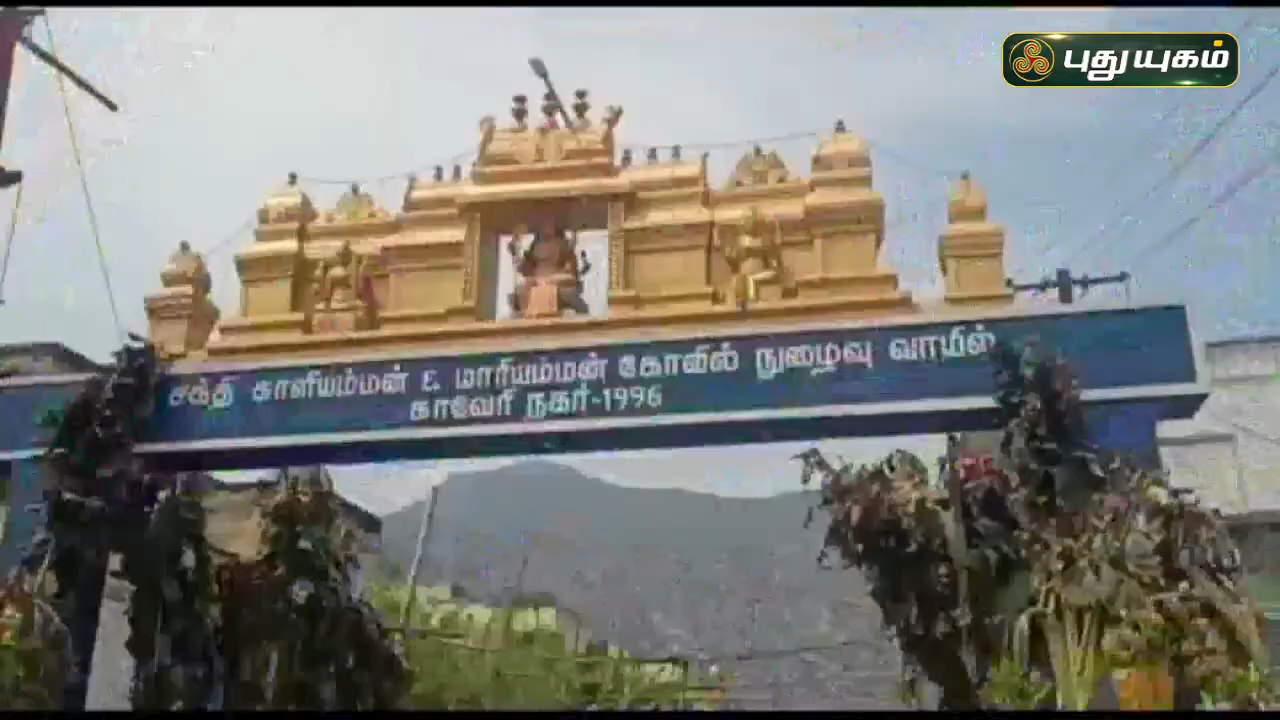 புதுயுகம்
சக்தி காளியம்மன் & மாரியம்மன் கோவில் நுழைவு வாயில்
காவேரி நகர்-1996